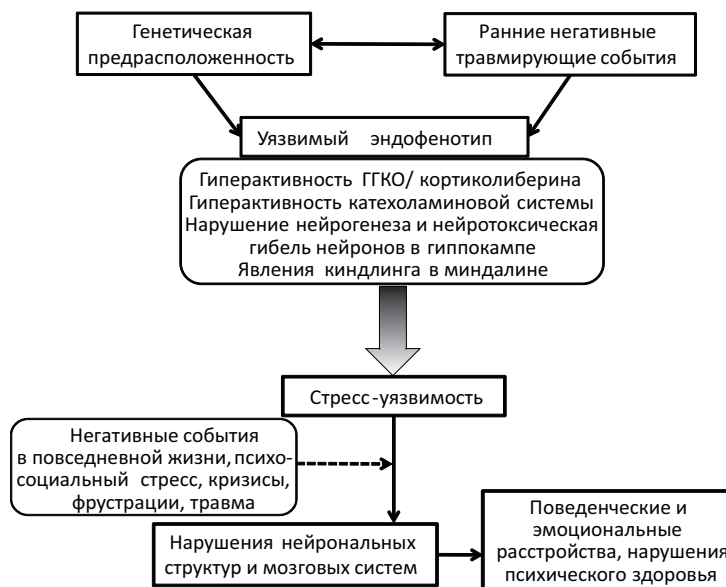 Генетическая
предрасположенность
Ранние негативные
травмирующие события
Уязвимый эндофенотип
Гиперактивность ГГКО/ кортиколиберина
Гиперактивность катехоламиновой системы
Нарушение нейрогенеза и нейротоксическая
гибель нейронов в гиппокампе
Явления киндлинга в миндалине
Стресс-уязвимость
Негативные события
в повседневной жизни, психо-
социальный стресс, кризисы,
фрустрации, травма
Нарушения нейрональных
структур и мозговых систем
Поведенческие и
эмоциональные
расстройства, нарушения
психического здоровья